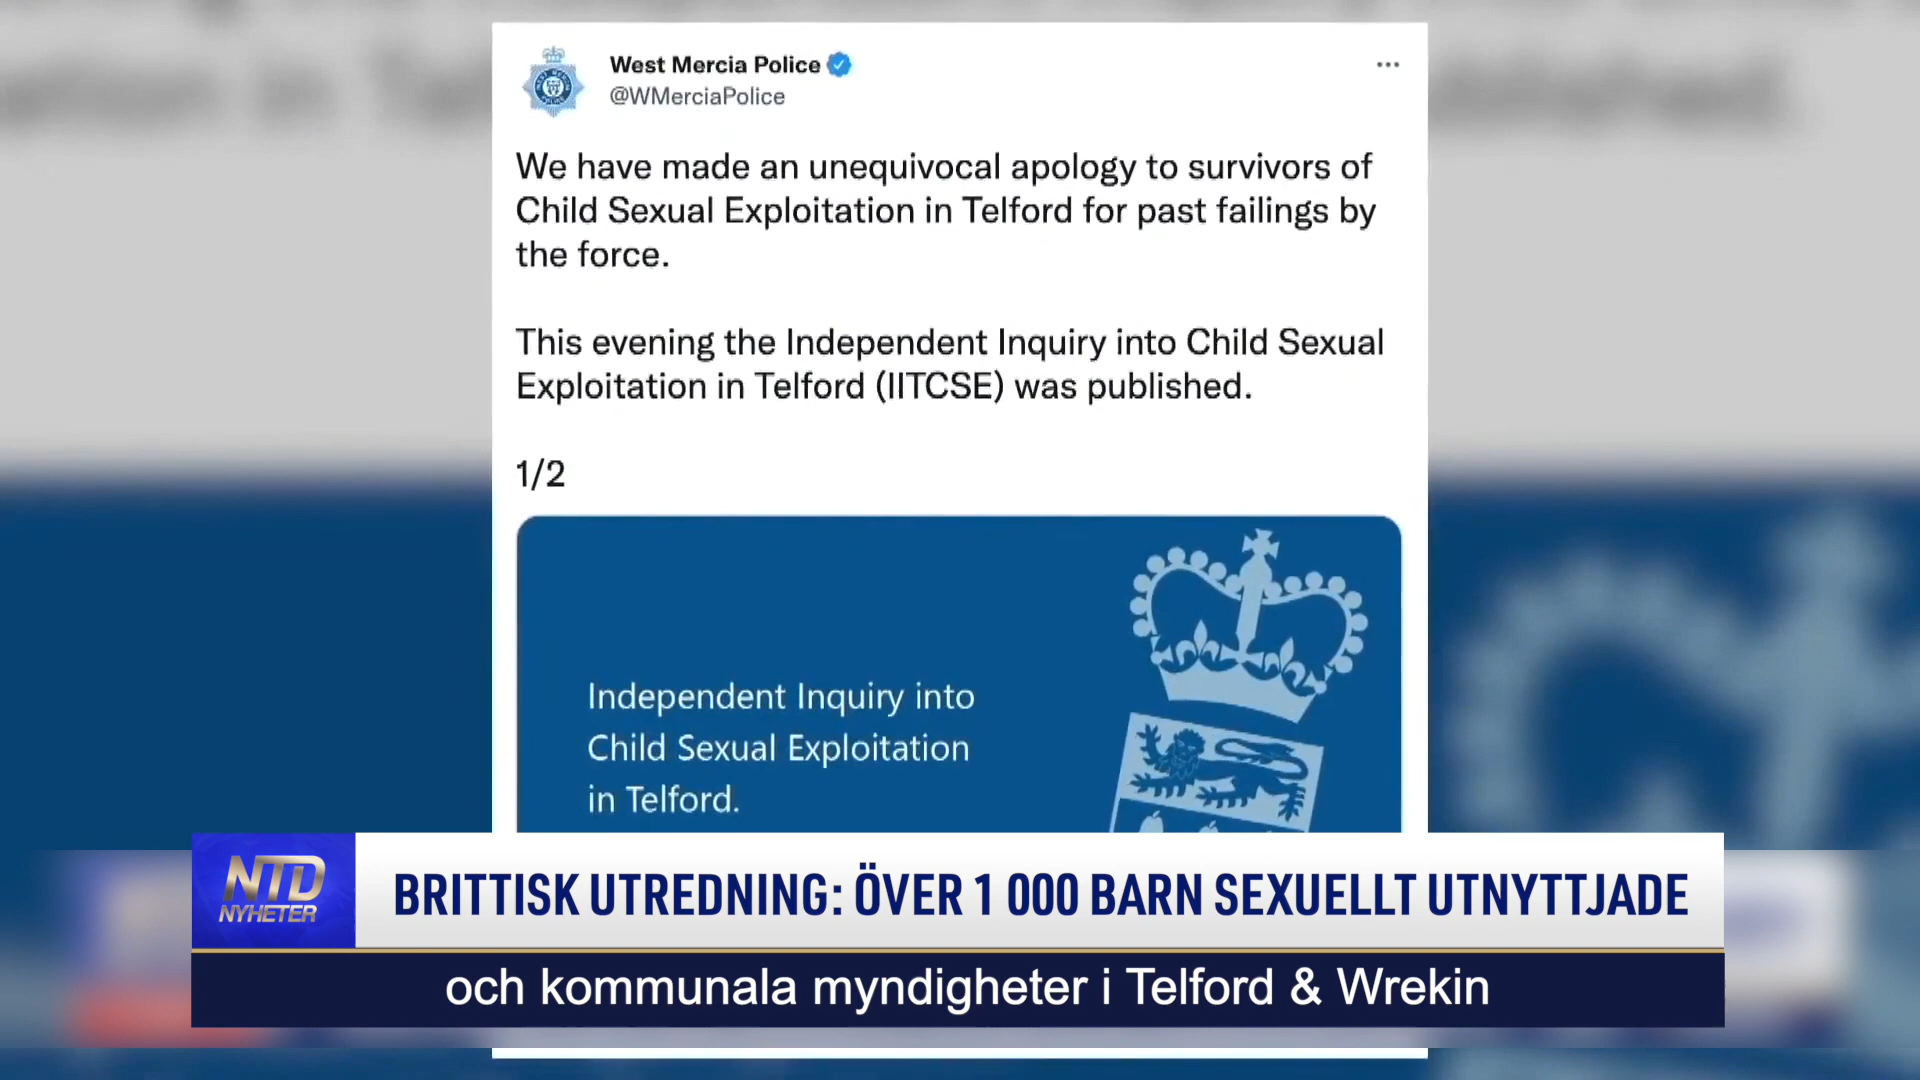 West Mercia Police
@WMerciaPolice
We have made an unequivocal apology to survivors of
Child Sexual Exploitation in Telford for past failings by
the force.
This evening the Independent Inquiry into Child Sexual
Exploitation in Telford (IITCSE) was published.
1/2
Independent Inquiry into
Child Sexual Exploitation
in Telford.
NTD
NYHETER
BRITTISK UTREDNING: ÖVER 1 000 BARN SEXUELLT UTNYTTJADE
och kommunala myndigheter i Telford & Wrekin